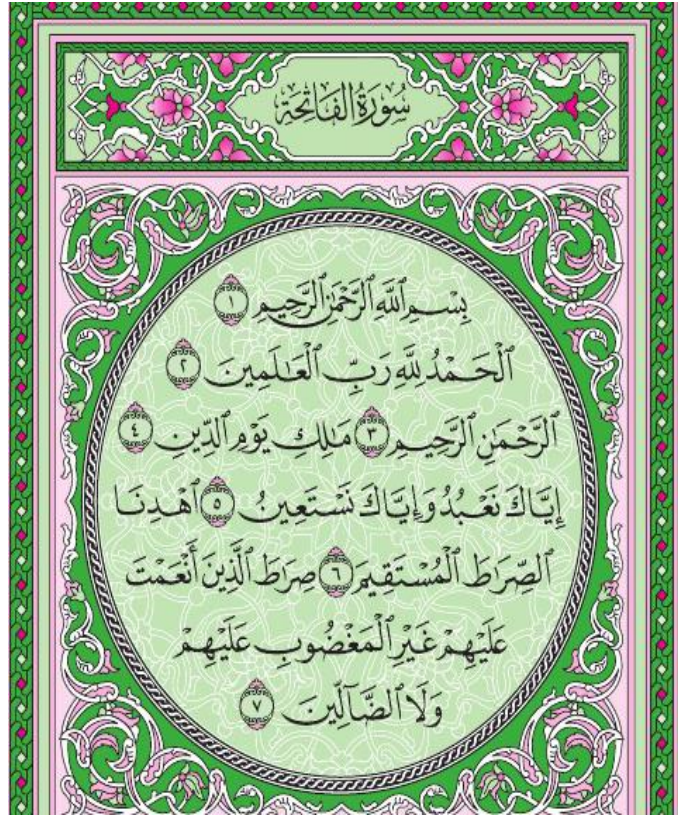 سُورَةُ الْفَاتِحَةِ
بِسْمِ ٱللَّهِ ٱلرَّحْمَٰنِ ٱلرَّحِيمِ ١
ٱلْحَمْدُ لِلَّهِ رَبِّ ٱلْعَٰلَمِينَ ٢
ٱلرَّحْمَٰنِ ٱلرَّحِيمِ ٣ مَٰلِكِ يَوْمِ ٱلدِّينِ ٤
إِيَّاكَ نَعْبُدُ وَإِيَّاكَ نَسْتَعِينُ ٥ ٱهْدِنَا
ٱلصِّرَٰطَ ٱلْمُسْتَقِيمَ ٦ صِرَٰطَ ٱلَّذِينَ أَنْعَمْتَ
عَلَيْهِمْ غَيْرِ ٱلْمَغْضُوبِ عَلَيْهِمْ
وَلَا ٱلضَّآلِّينَ ٧